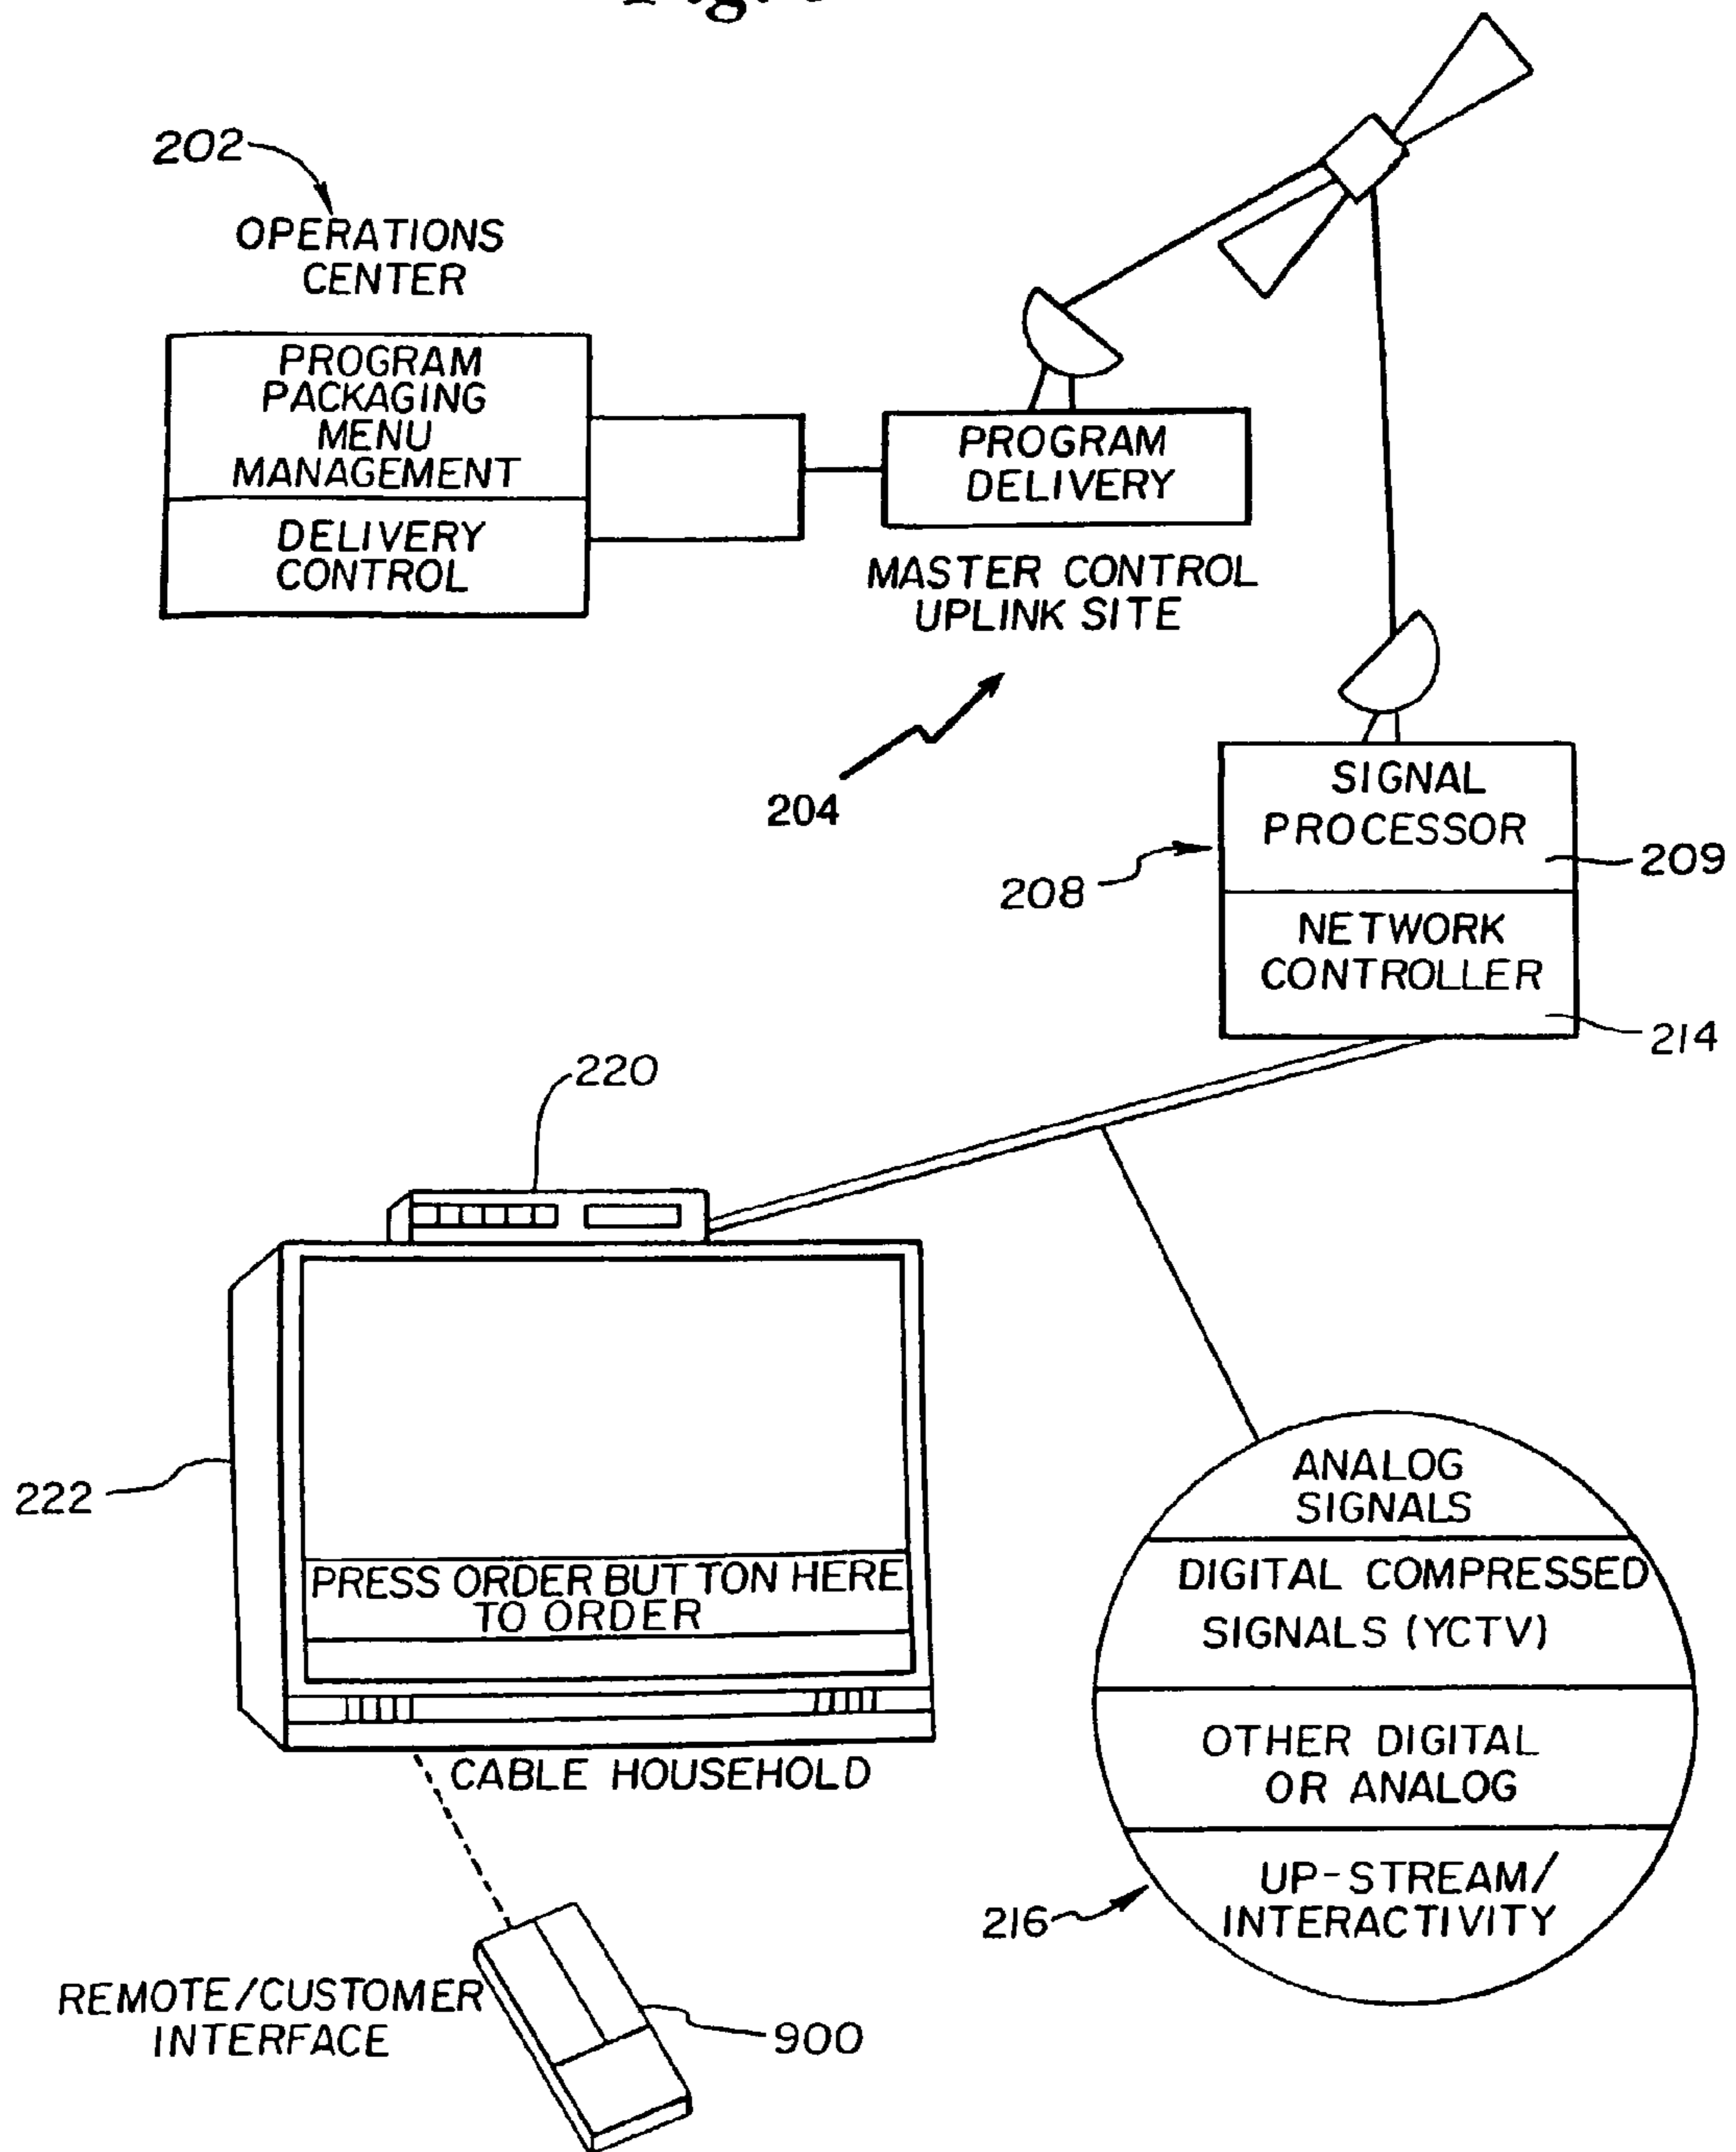 202
OPERATIONS
CENTER
PROGRAM
PACKAGING
MENU
MANAGEMENT
DELIVERY
CONTROL
PROGRAM
DELIVERY
MASTER CONTROL
UPLINK SITE
204
SIGNAL
PROCESSOR
209
208
NETWORK
CONTROLLER
214
220
222
PRESS ORDER BUTTON HERE
TO ORDER
CABLE HOUSEHOLD
ANALOG
SIGNALS
DIGITAL COMPRESSED
SIGNALS (YCTV)
OTHER DIGITAL
OR ANALOG
UP-STREAM/
INTERACTIVITY
216
REMOTE/CUSTOMER
INTERFACE
900